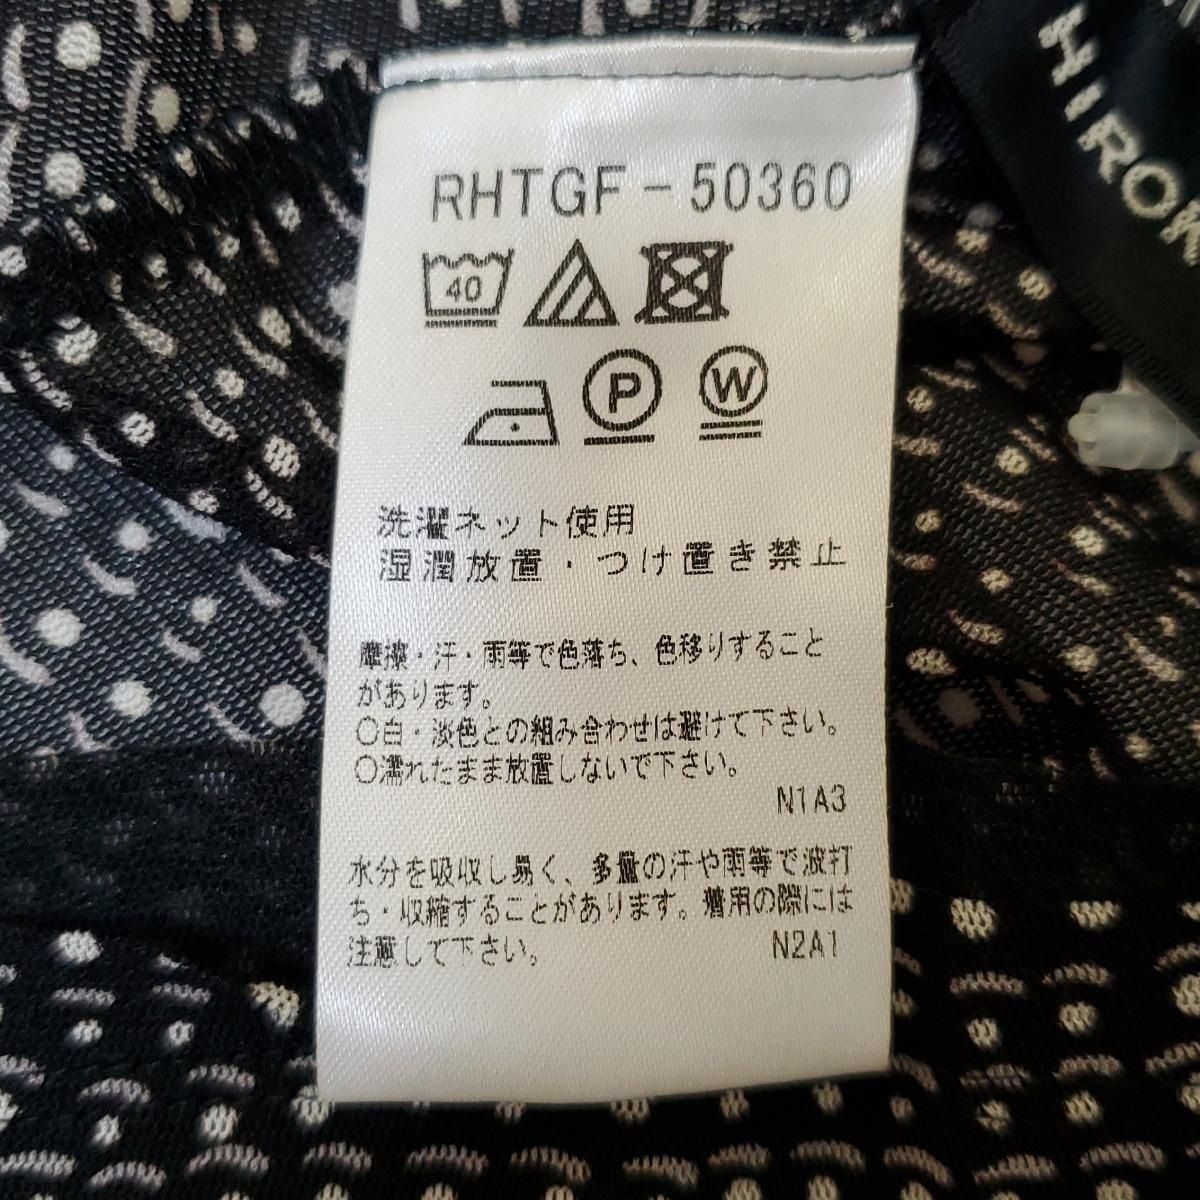 RHTGF-50360
40
P
W
洗濯ネット使用
湿潤放置・つけ置き禁止
摩擦・汗・雨等で色落ち、色移りすること
があります。
○白・淡色との組み合わせは避けて下さい。
○濡れたまま放置しないで下さい。
N1A3
水分を吸収し易く、多量の汗や雨等で波打
ち・収縮することがあります。着用の際には
注意して下さい。
N2A1
HIROK